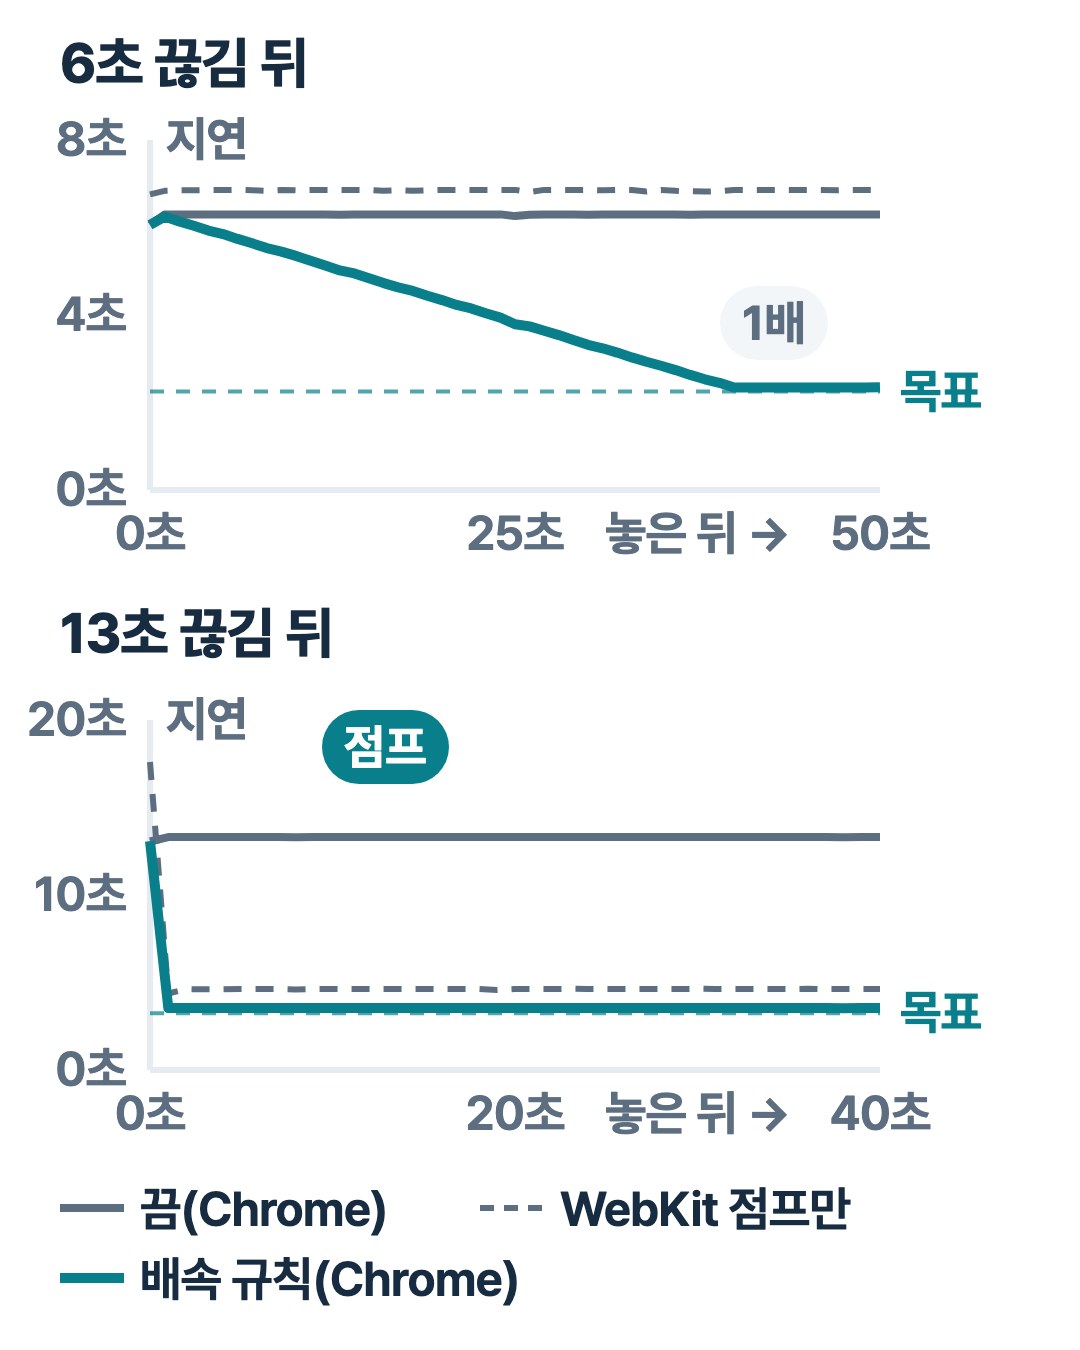 6초 끊김 뒤
8초 지연
4초
1배
목표
0초
0초 25초 놓은 뒤 → 50초
13초 끊김 뒤
20초 지연
점프
10초
목표
0초
0초 20초 놓은 뒤 → 40초
끔(Chrome) WebKit 점프만
배속 규칙(Chrome)